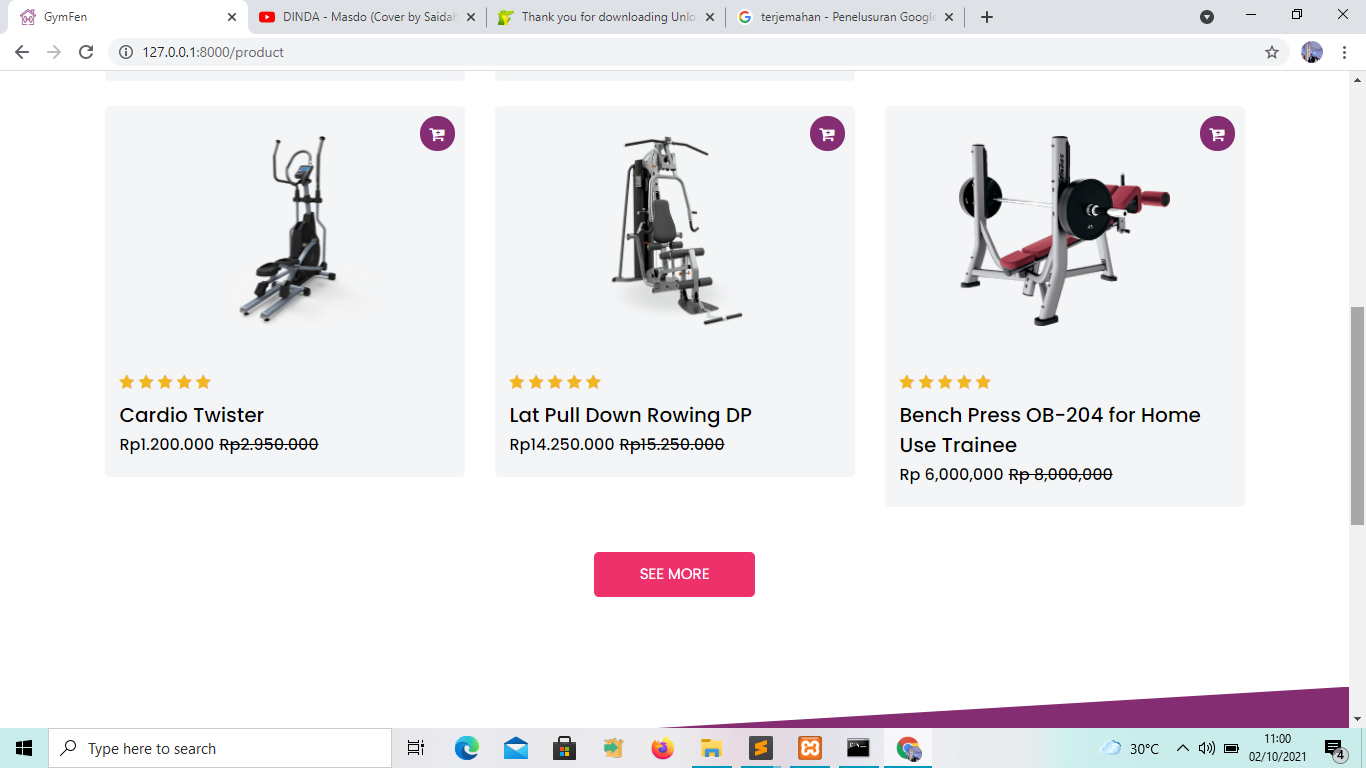 GymFen
DINDA - Masdo (Cover by Saidah
Thank you for downloading Unlo
terjemahan - Penelusuran Google
127.0.0.1:8000/product
Cardio Twister
Rp1.200.000 Rp2.950.000
Lat Pull Down Rowing DP
Rp14.250.000 Rp15.250.000
Bench Press OB-204 for Home
Use Trainee
Rp 6,000,000 Rp 8,000,000
SEE MORE
Type here to search
30°C
11:00
02/10/2021
4